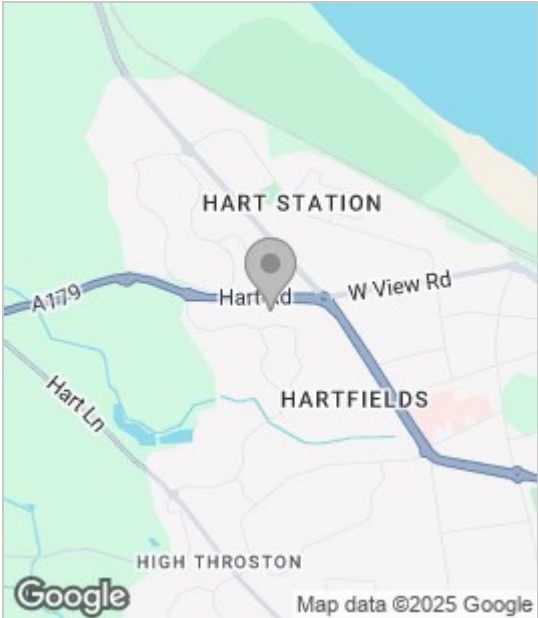 HART STATION
A179
Hart Rd
W View Rd
Hart Ln
HARTFIELDS
HIGH THROSTON
Google
Map data ©2025 Google